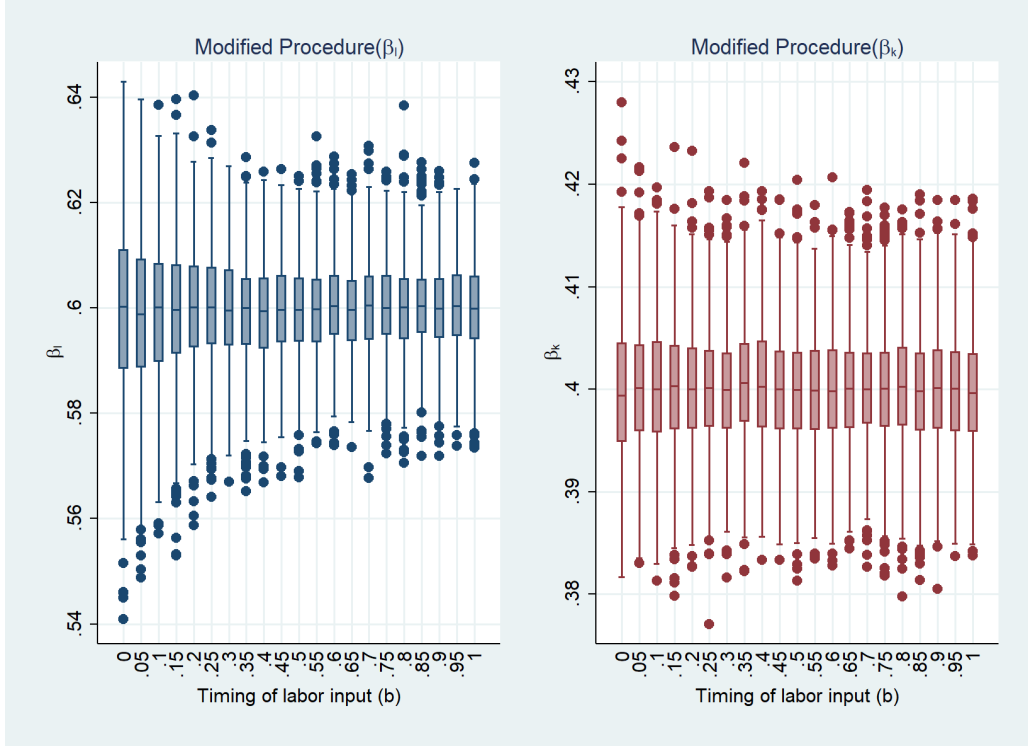 Modified Procedure(βl)
.64
.62
.6
.58
.56
.54
βl
0 .05 .1 .15 .2 .25 .3 .35 .4 .45 .5 .55 .6 .65 .7 .75 .8 .85 .9 .95 1
Timing of labor input (b)
Modified Procedure(βk)
.43
.42
.41
.4
.39
.38
βk
0 .05 .1 .15 .2 .25 .3 .35 .4 .45 .5 .55 .6 .65 .7 .75 .8 .85 .9 .95 1
Timing of labor input (b)